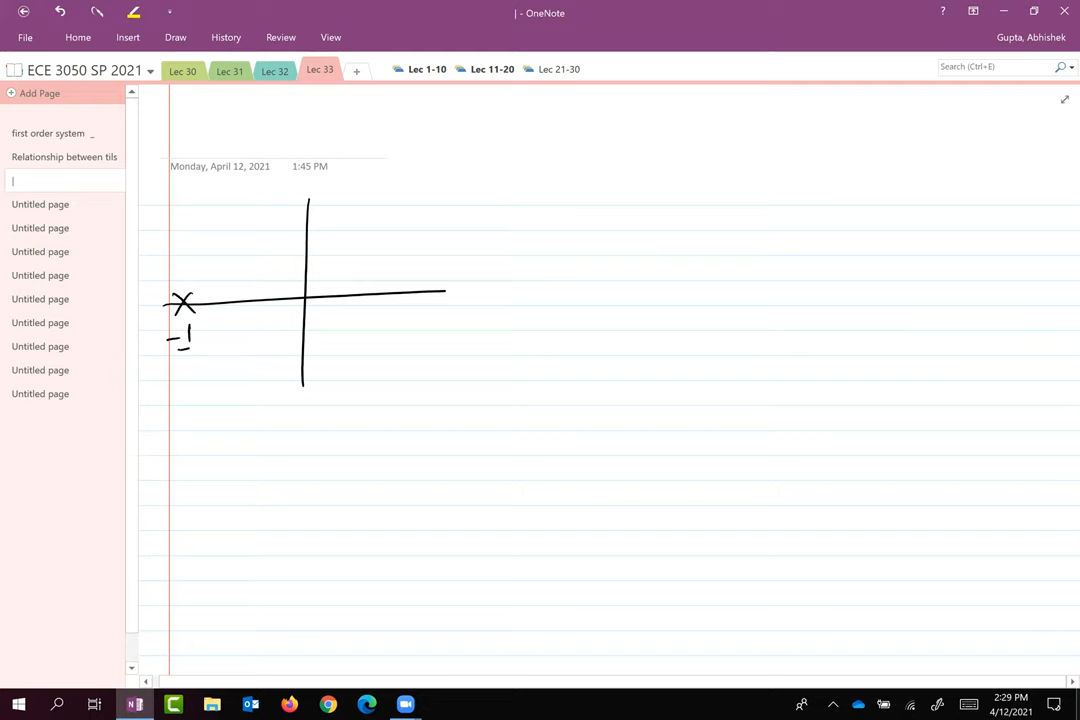 | - OneNote
?
File Home Insert Draw History Review View
Gupta, Abhishek
ECE 3050 SP 2021
Lec 30 Lec 31 Lec 32 Lec 33 +
Lec 1-10 Lec 11-20 Lec 21-30
Search (Ctrl+E)
Add Page
first order system _
Relationship between tils
Untitled page
Untitled page
Untitled page
Untitled page
Untitled page
Untitled page
Untitled page
Untitled page
Untitled page
Monday, April 12, 2021 1:45 PM
-1
2:29 PM
4/12/2021